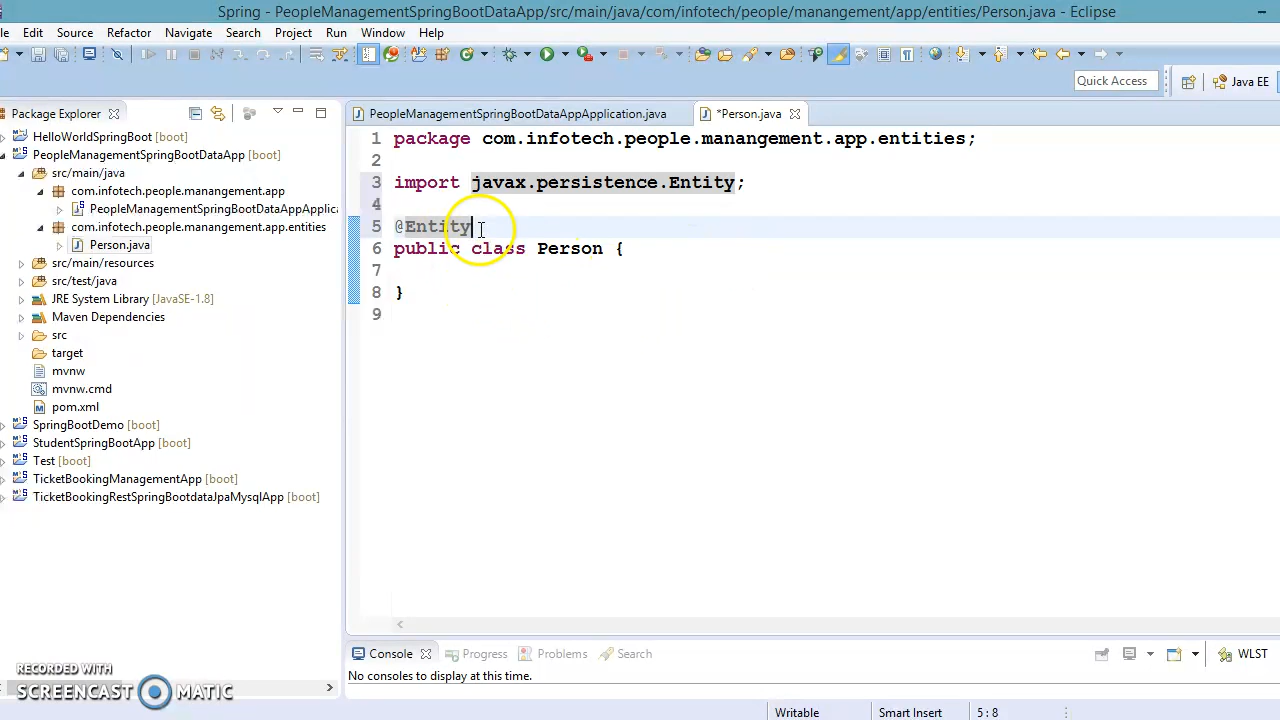 Spring - PeopleManagementSpringBootDataApp/src/main/java/com/infotech/people/manangement/app/entities/Person.java - Eclipse
Edit Source Refactor Navigate Search Project Run Window Help
Quick Access
Java EE
Package Explorer
HelloWorldSpringBoot [boot]
PeopleManagementSpringBootDataApp [boot]
src/main/java
com.infotech.people.manangement.app
PeopleManagementSpringBootDataAppApplica
com.infotech.people.manangement.app.entities
Person.java
src/main/resources
src/test/java
JRE System Library [JavaSE-1.8]
Maven Dependencies
src
target
mvnw
mvnw.cmd
pom.xml
SpringBootDemo [boot]
StudentSpringBootApp [boot]
Test [boot]
TicketBookingManagementApp [boot]
TicketBookingRestSpringBootdataJpaMysqlApp [boot]
PeopleManagementSpringBootDataAppApplication.java
*Person.java
1 package com.infotech.people.manangement.app.entities;
2
3 import javax.persistence.Entity;
4
5 @Entity
6 public class Person {
7
8 }
9
Console Progress Problems Search
WLST
No consoles to display at this time.
RECORDED WITH
SCREENCAST MATIC
Writable Smart Insert 5 : 8